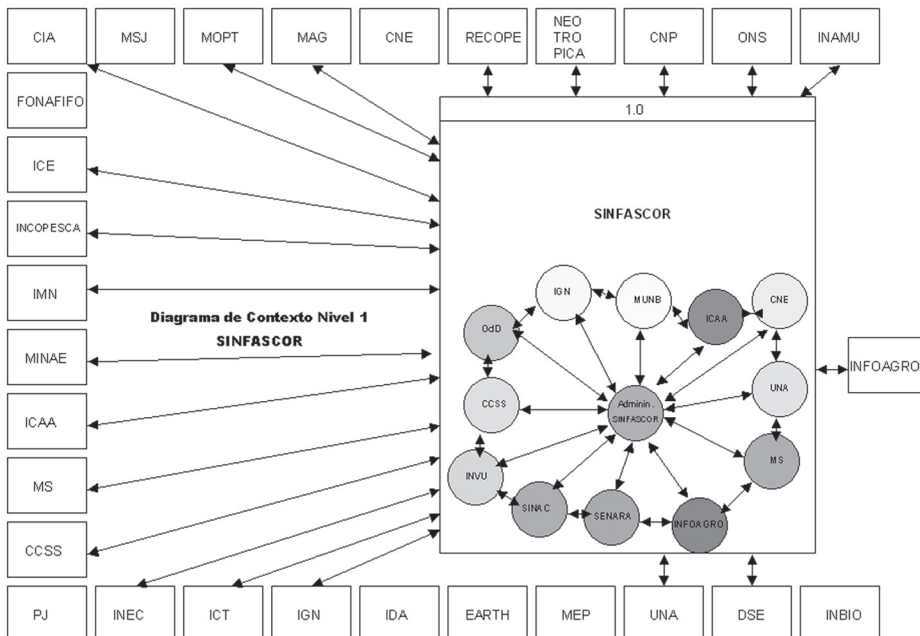 CIA
MSJ
MOPT
MAG
CNE
RECOPE
NEO
TRO
PICA
CNP
ONS
INAMU
FONAFIFO
1.0
ICE
SINFASCOR
INCOPESCA
IGN
MUNB
ICAA
CNE
IMN
Diagrama de Contexto Nivel 1
SINFASCOR
OdD
MINAE
INFOAGRO
CCSS
Adminin.
SINFASCOR
UNA
ICAA
MS
INVU
MS
SINAC
SENARA
INFOAGRO
CCSS
PJ
INEC
ICT
IGN
IDA
EARTH
MEP
UNA
DSE
INBIO